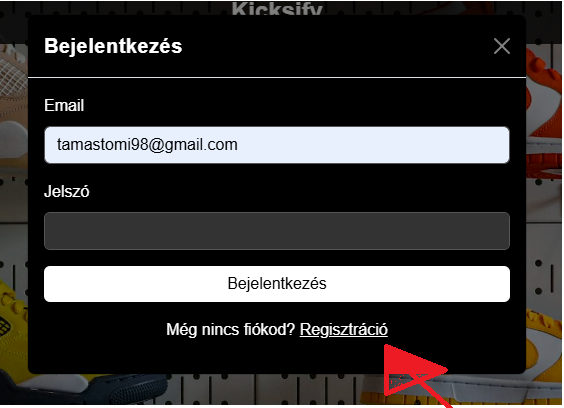 Kicksify
Bejelentkezés
Email
tamastomi98@gmail.com
Jelszó
Bejelentkezés
Még nincs fiókod? Regisztráció